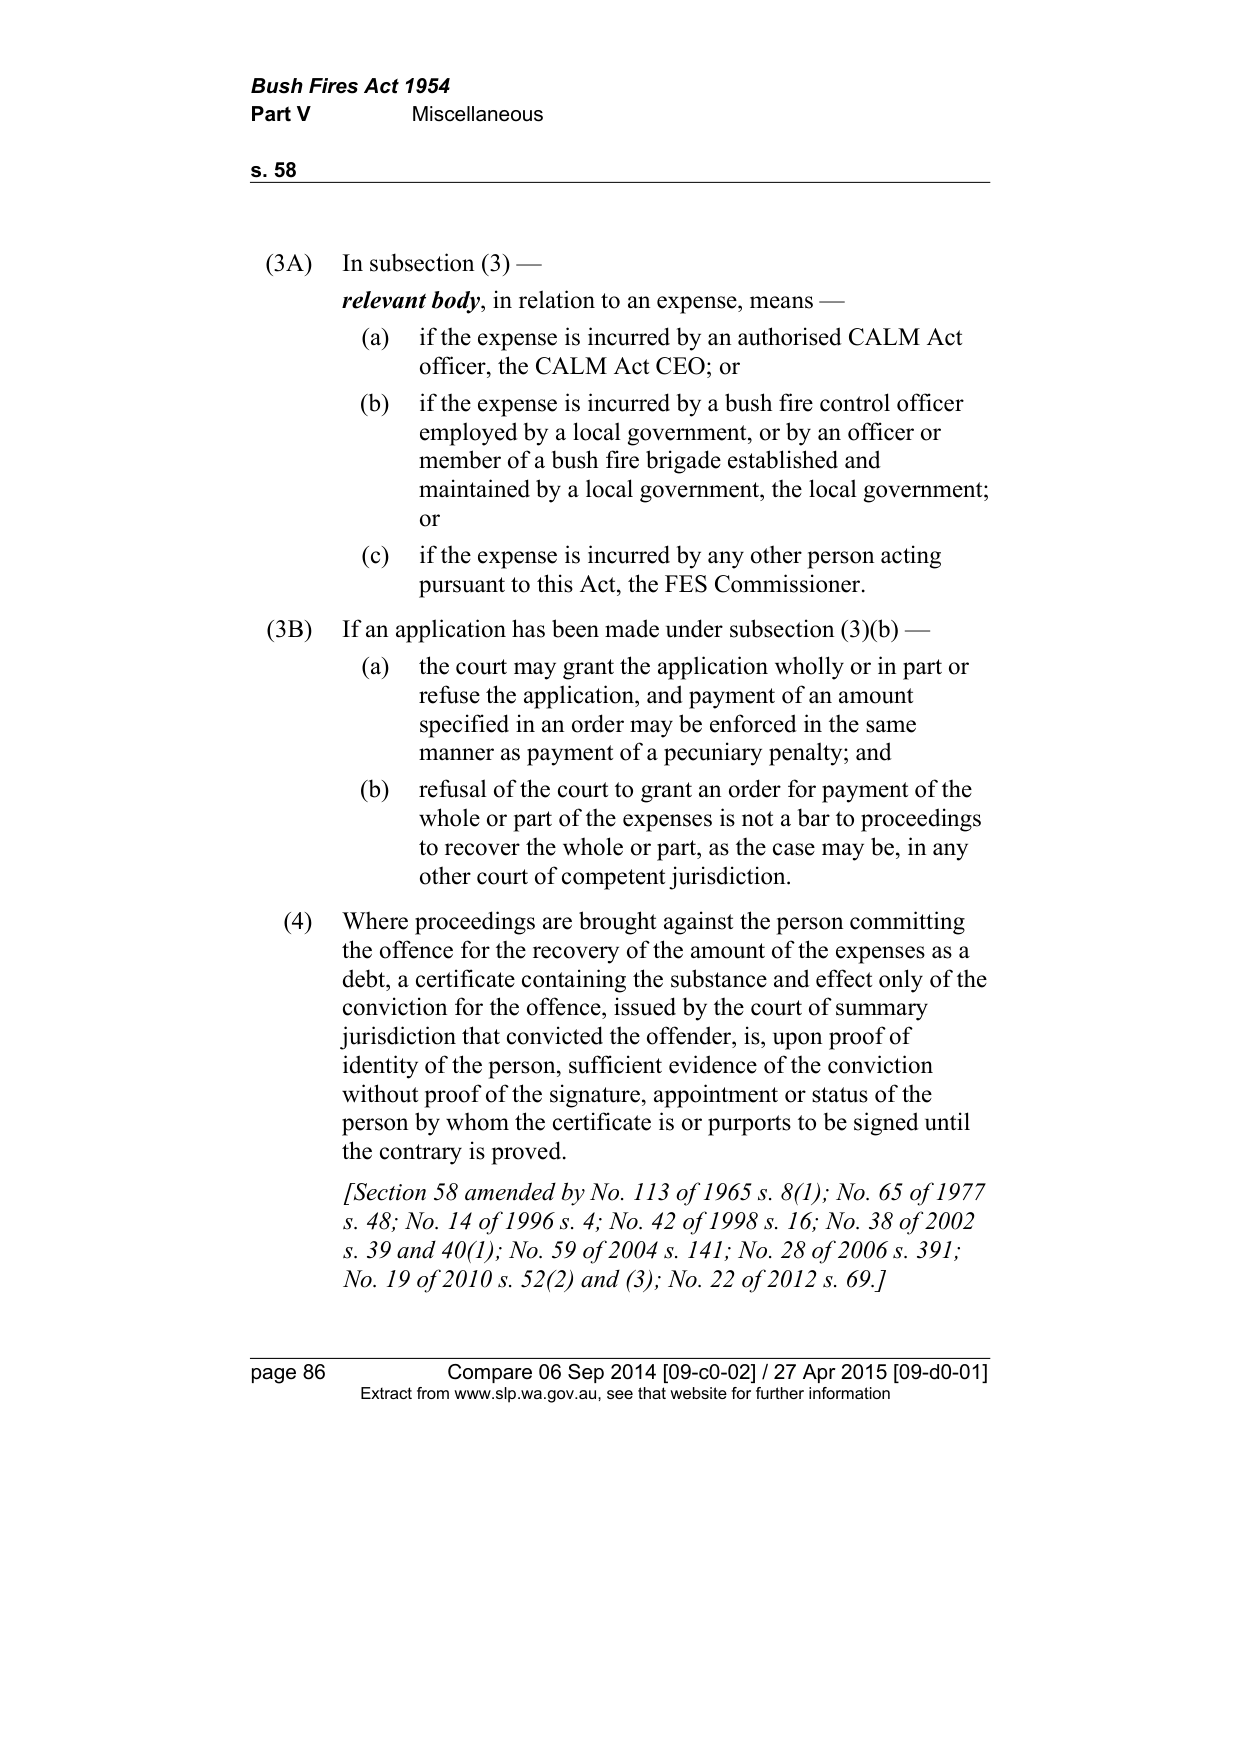 Bush Fires Act 1954
Part V Miscellaneous
s. 58
(3A) In subsection (3) —
relevant body, in relation to an expense, means —
(a) if the expense is incurred by an authorised CALM Act
officer, the CALM Act CEO; or
(b) if the expense is incurred by a bush fire control officer
employed by a local government, or by an officer or
member of a bush fire brigade established and
maintained by a local government, the local government;
or
(c) if the expense is incurred by any other person acting
pursuant to this Act, the FES Commissioner.
(3B) If an application has been made under subsection (3)(b) —
(a) the court may grant the application wholly or in part or
refuse the application, and payment of an amount
specified in an order may be enforced in the same
manner as payment of a pecuniary penalty; and
(b) refusal of the court to grant an order for payment of the
whole or part of the expenses is not a bar to proceedings
to recover the whole or part, as the case may be, in any
other court of competent jurisdiction.
(4) Where proceedings are brought against the person committing
the offence for the recovery of the amount of the expenses as a
debt, a certificate containing the substance and effect only of the
conviction for the offence, issued by the court of summary
jurisdiction that convicted the offender, is, upon proof of
identity of the person, sufficient evidence of the conviction
without proof of the signature, appointment or status of the
person by whom the certificate is or purports to be signed until
the contrary is proved.
[Section 58 amended by No. 113 of 1965 s. 8(1); No. 65 of 1977
s. 48; No. 14 of 1996 s. 4; No. 42 of 1998 s. 16; No. 38 of 2002
s. 39 and 40(1); No. 59 of 2004 s. 141; No. 28 of 2006 s. 391;
No. 19 of 2010 s. 52(2) and (3); No. 22 of 2012 s. 69.]
page 86 Compare 06 Sep 2014 [09-c0-02] / 27 Apr 2015 [09-d0-01]
Extract from www.slp.wa.gov.au, see that website for further information